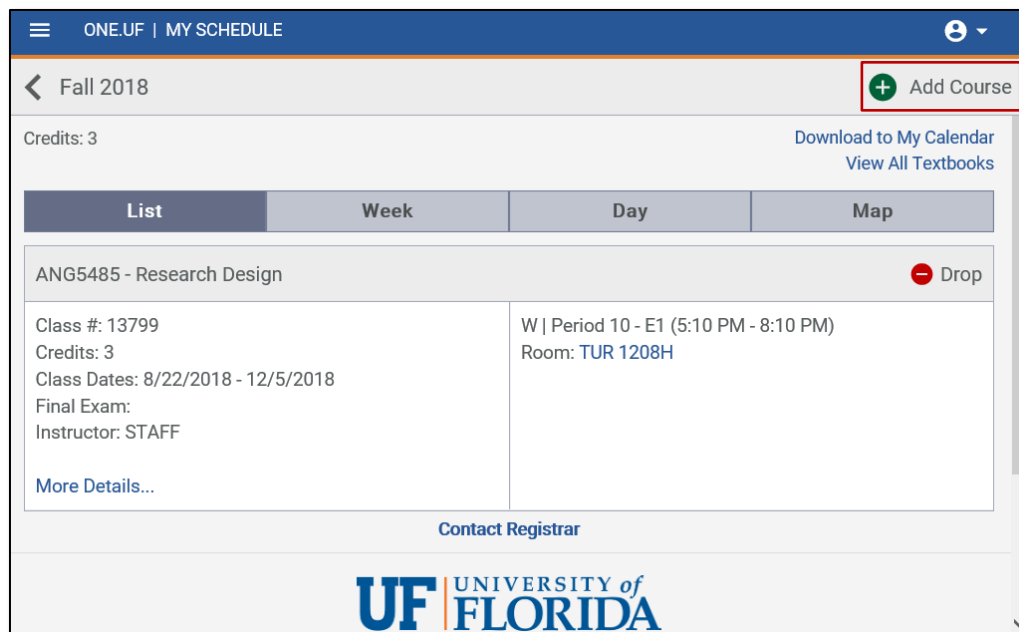 ONE.UF | MY SCHEDULE
Fall 2018
Add Course
Credits: 3
Download to My Calendar
View All Textbooks
List
Week
Day
Map
ANG5485 - Research Design
Drop
Class #: 13799
Credits: 3
Class Dates: 8/22/2018 - 12/5/2018
Final Exam:
Instructor: STAFF
More Details...
W | Period 10 - E1 (5:10 PM - 8:10 PM)
Room: TUR 1208H
Contact Registrar
UF UNIVERSITY of
FLORIDA